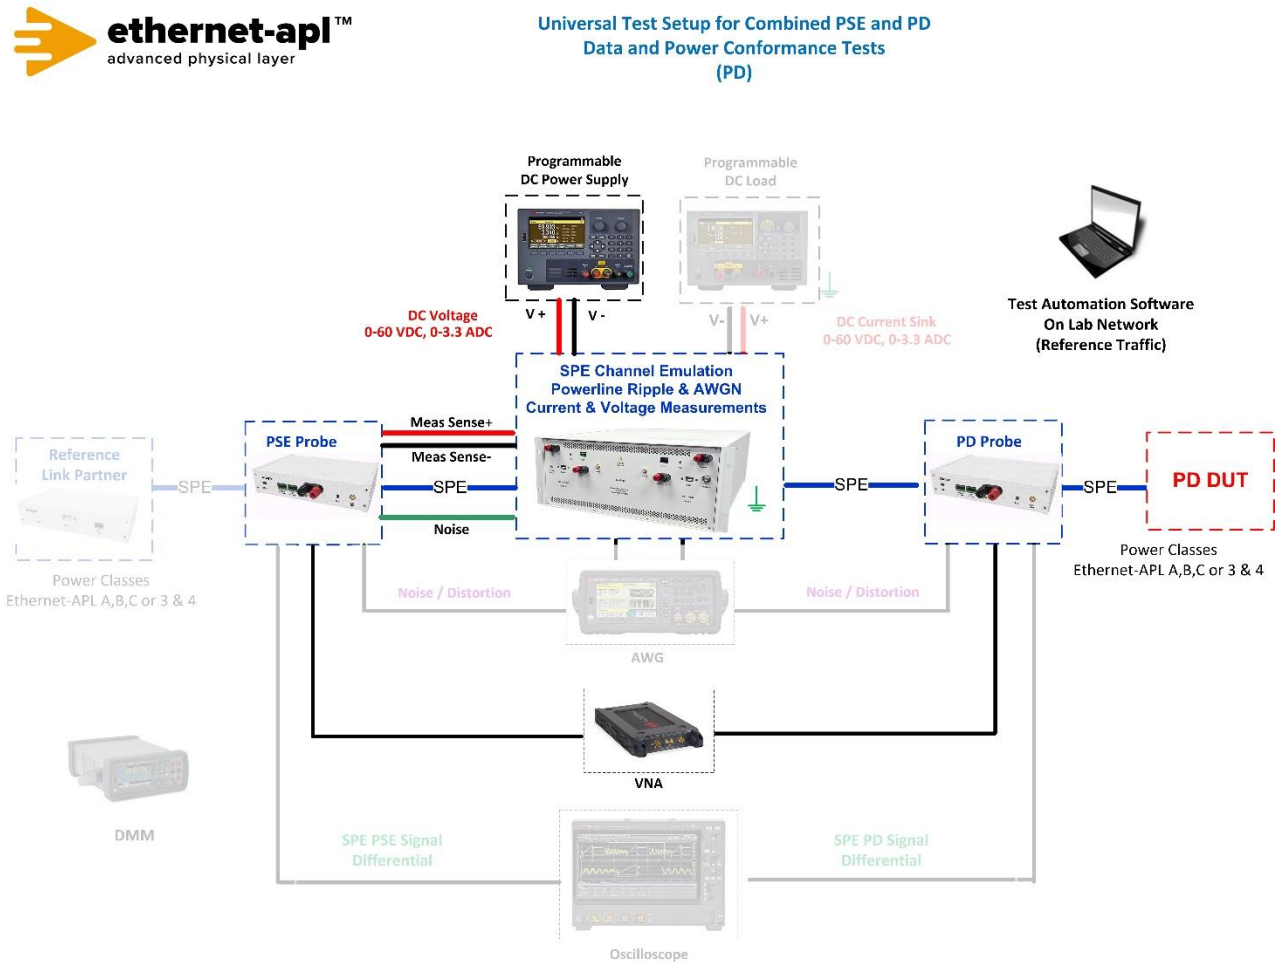 ethernet-apl™
advanced physical layer
Universal Test Setup for Combined PSE and PD
Data and Power Conformance Tests
(PD)
Programmable
DC Power Supply
Programmable
DC Load
DC Voltage
0-60 VDC, 0-3.3 ADC
V +
V -
V-
V+
DC Current Sink
0-60 VDC, 0-3.3 ADC
Test Automation Software
On Lab Network
(Reference Traffic)
SPE Channel Emulation
Powerline Ripple & AWGN
Current & Voltage Measurements
Reference
Link Partner
SPE
PSE Probe
Meas Sense+
Meas Sense-
SPE
Noise
SPE
PD Probe
SPE
PD DUT
Power Classes
Ethernet-APL A,B,C or 3 & 4
Power Classes
Ethernet-APL A,B,C or 3 & 4
Noise / Distortion
Noise / Distortion
AWG
VNA
DMM
SPE PSE Signal
Differential
SPE PD Signal
Differential
Oscilloscope